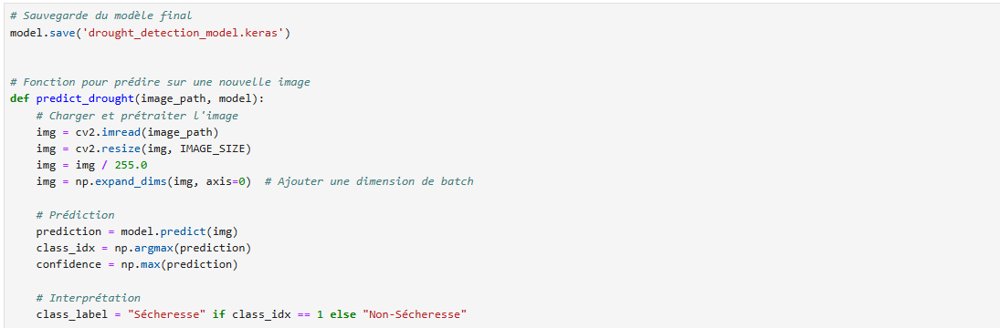 # Sauvegarde du modèle final
model.save('drought_detection_model.keras')
# Fonction pour prédire sur une nouvelle image
def predict_drought(image_path, model):
    # Charger et prétraiter l'image
    img = cv2.imread(image_path)
    img = cv2.resize(img, IMAGE_SIZE)
    img = img / 255.0
    img = np.expand_dims(img, axis=0)  # Ajouter une dimension de batch
    # Prédiction
    prediction = model.predict(img)
    class_idx = np.argmax(prediction)
    confidence = np.max(prediction)
    # Interprétation
    class_label = "Sécheresse" if class_idx == 1 else "Non-Sécheresse"